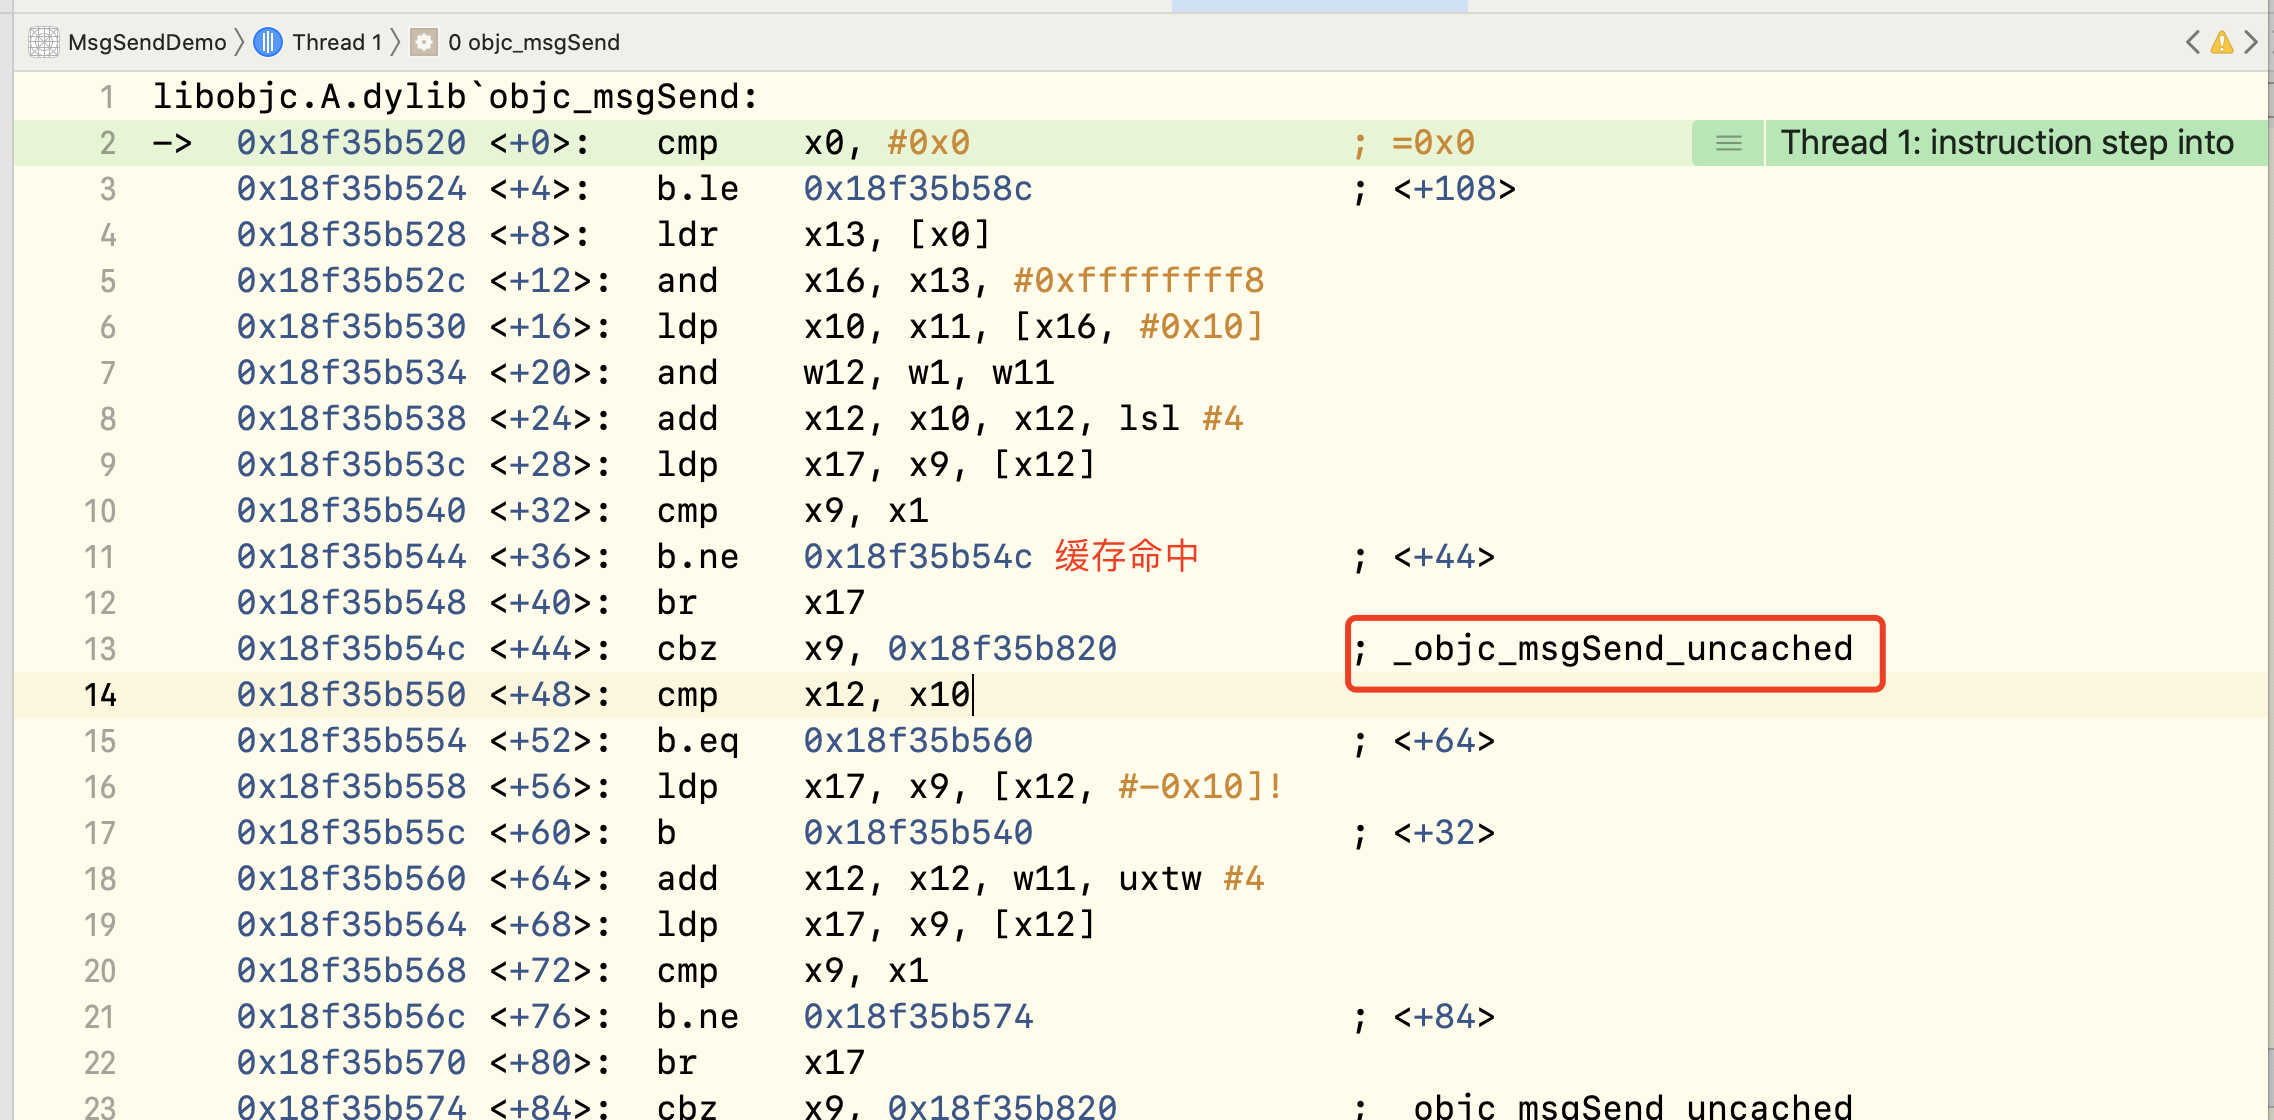 MsgSendDemo 〉 Thread 1 〉 0 objc_msgSend
1 libobjc.A.dylib`objc_msgSend:
2 -> 0x18f35b520 <+0>: cmp x0, #0x0 ; =0x0 Thread 1: instruction step into
3 0x18f35b524 <+4>: b.le 0x18f35b58c ; <+108>
4 0x18f35b528 <+8>: ldr x13, [x0]
5 0x18f35b52c <+12>: and x16, x13, #0xffffffff8
6 0x18f35b530 <+16>: ldp x10, x11, [x16, #0x10]
7 0x18f35b534 <+20>: and w12, w1, w11
8 0x18f35b538 <+24>: add x12, x10, x12, lsl #4
9 0x18f35b53c <+28>: ldp x17, x9, [x12]
10 0x18f35b540 <+32>: cmp x9, x1
11 0x18f35b544 <+36>: b.ne 0x18f35b54c 缓存命中 ; <+44>
12 0x18f35b548 <+40>: br x17
13 0x18f35b54c <+44>: cbz x9, 0x18f35b820 ; _objc_msgSend_uncached
14 0x18f35b550 <+48>: cmp x12, x10
15 0x18f35b554 <+52>: b.eq 0x18f35b560 ; <+64>
16 0x18f35b558 <+56>: ldp x17, x9, [x12, #-0x10]!
17 0x18f35b55c <+60>: b 0x18f35b540 ; <+32>
18 0x18f35b560 <+64>: add x12, x12, w11, uxtw #4
19 0x18f35b564 <+68>: ldp x17, x9, [x12]
20 0x18f35b568 <+72>: cmp x9, x1
21 0x18f35b56c <+76>: b.ne 0x18f35b574 ; <+84>
22 0x18f35b570 <+80>: br x17
23 0x18f35b574 <+84>: cbz x9, 0x18f35b820 ; _objc_msgSend_uncached